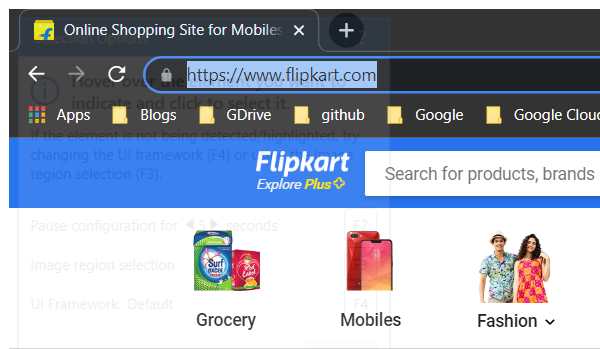 Online Shopping Site for Mobiles
Selection Options
https://www.flipkart.com
Hover over the element you want to
indicate and click to select it.
Apps Blogs GDrive github Google Google Cloud
If the element is not being detected/highlighted, try
changing the UI framework (F4) or
region selection (F3).
Flipkart
Explore Plus
Search for products, brands
Pause configuration for 5 seconds F2
Image region selection F3
UI Framework: Default F4
Surf excel
Red Label
Grocery Mobiles Fashion